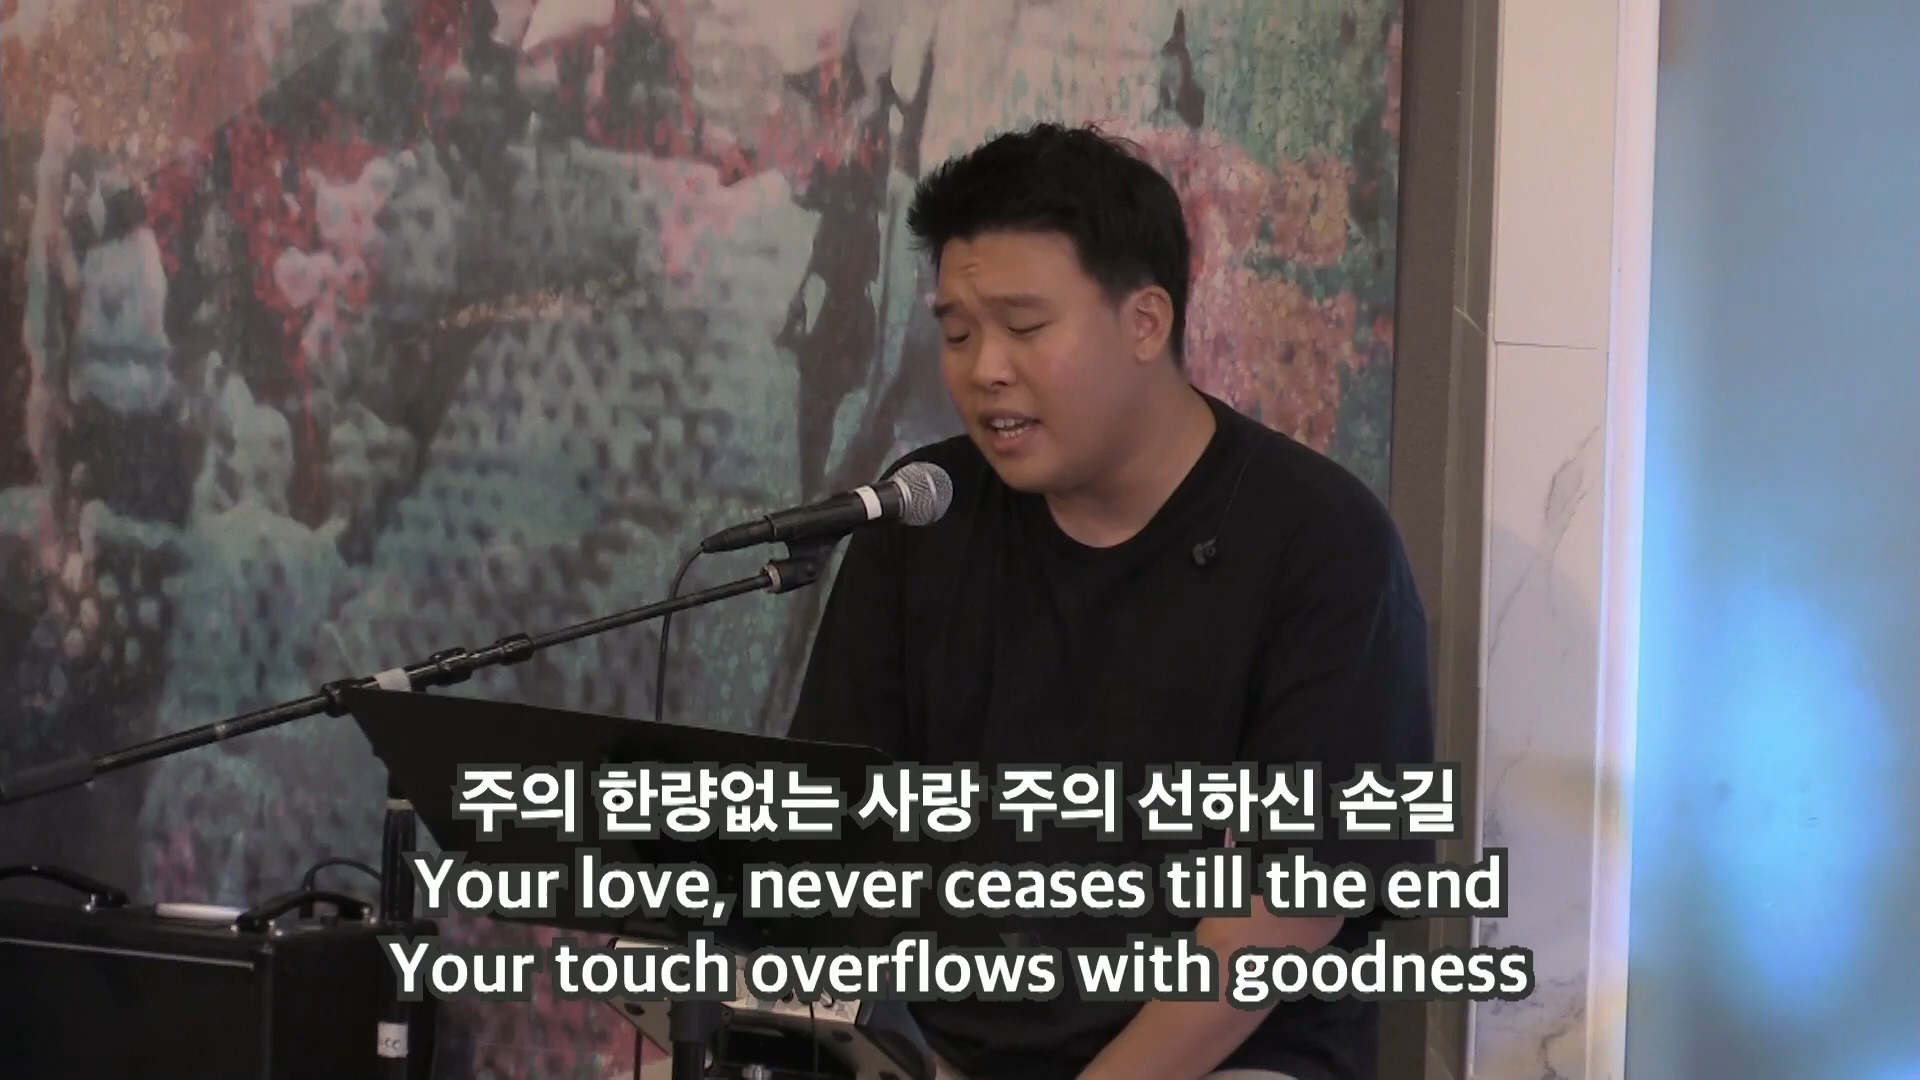 주의 한량없는 사랑 주의 선하신 손길
Your love, never ceases till the end
Your touch overflows with goodness